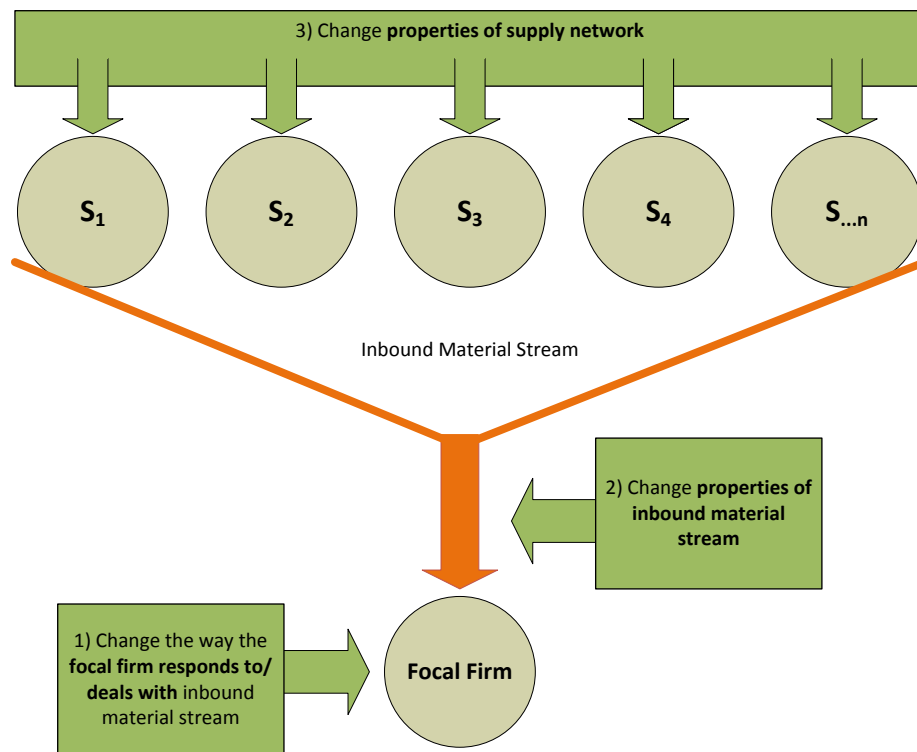 3) Change properties of supply network
S1
S2
S3
S4
S...n
Inbound Material Stream
2) Change properties of
inbound material
stream
1) Change the way the
focal firm responds to/
deals with inbound
material stream
Focal Firm